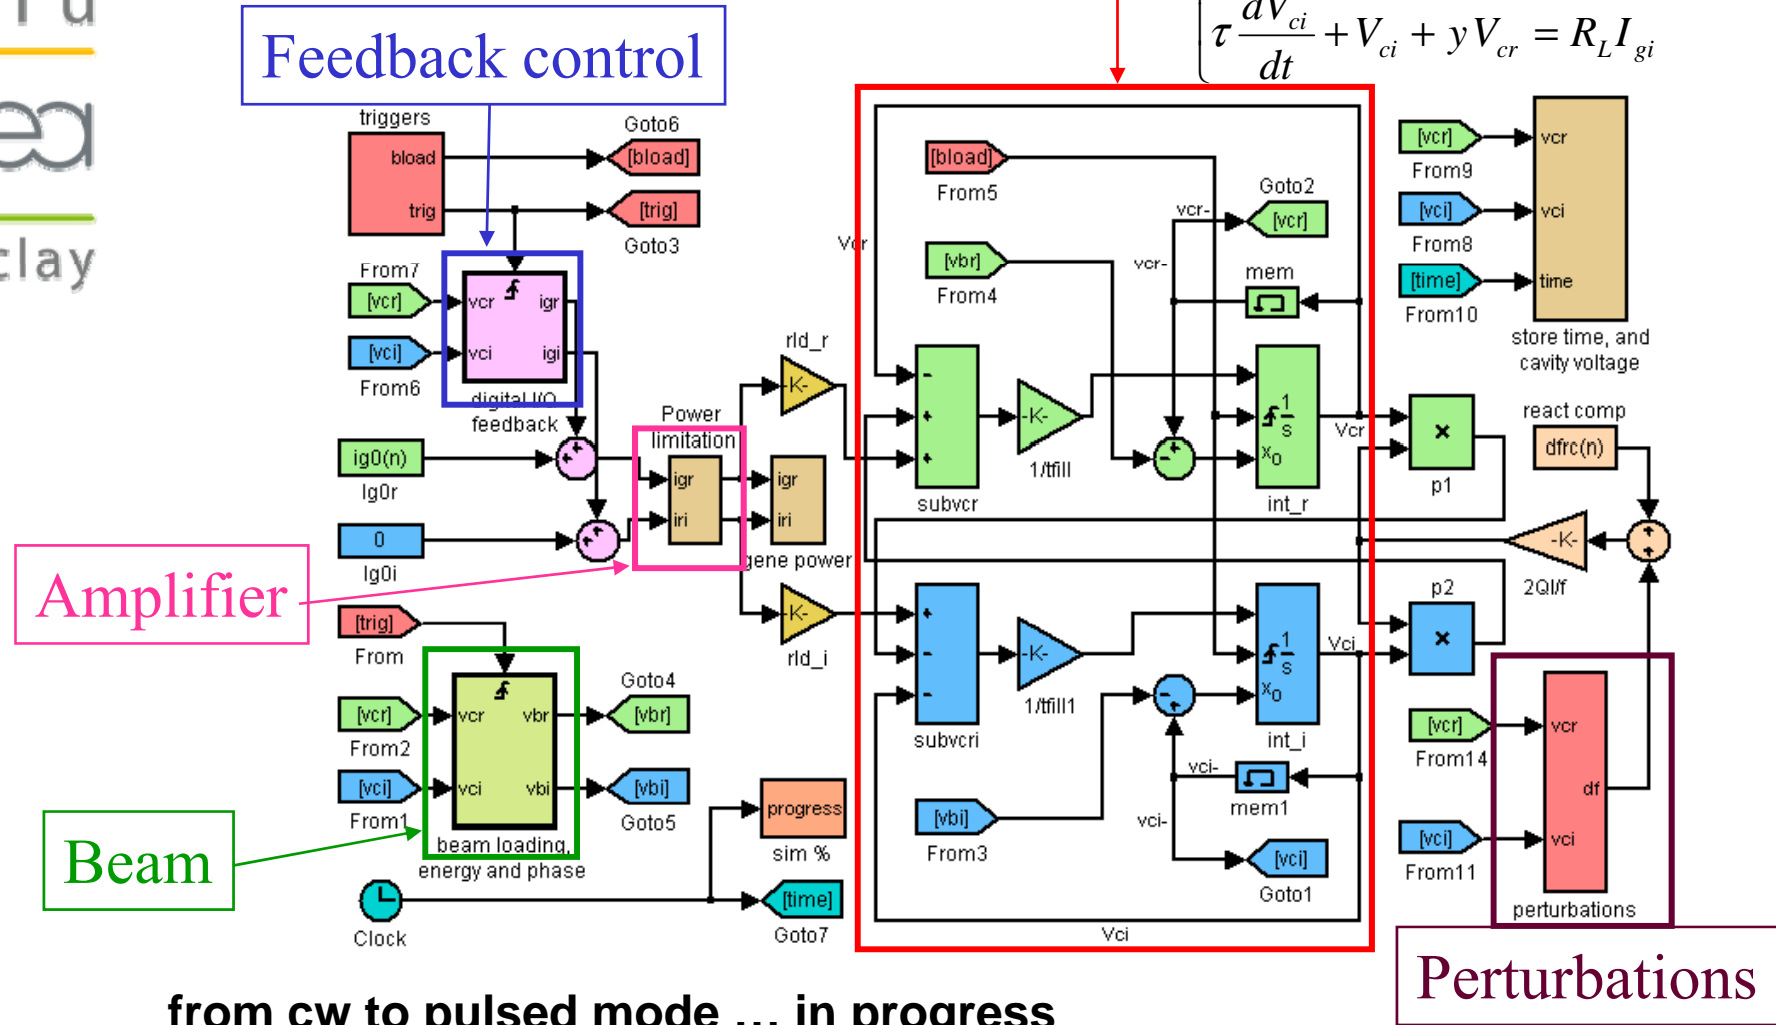 Feedback control
τ dV_ci/dt + V_ci + y V_cr = R_L I_gi
triggers
bload
trig
Goto6
[bload]
[trig]
Goto3
From7
[vcr]
[vci]
From6
vcr
vci
igr
igi
digital I/Q
feedback
ig0(n)
Ig0r
0
Ig0i
Power
limitation
igr
iri
igr
iri
gene power
rld_r
-K-
-K-
rld_i
Amplifier
[trig]
From
[vcr]
From2
[vci]
From1
vcr
vci
vbr
vbi
beam loading,
energy and phase
Goto4
[vbr]
[vbi]
Goto5
Beam
Clock
progress
sim %
[time]
Goto7
[bload]
From5
[vbr]
From4
Vcr
-
+
+
subvcr
-K-
1/tfill
vcr-
vcr-
Goto2
[vcr]
mem
- +
1
s
xo
int_r
Vcr
×
p1
+
-
-
subvcri
-K-
1/tfill1
[vbi]
From3
- +
1
s
xo
int_i
Vci
×
p2
vci-
mem1
vci-
[vci]
Goto1
Vci
[vcr]
From9
[vci]
From8
[time]
From10
vcr
vci
time
store time, and
cavity voltage
react comp
dfrc(n)
-K-
2Ql/f
[vcr]
From14
[vci]
From11
vcr
vci
df
perturbations
Perturbations
clay
from cw to pulsed mode ... in progress